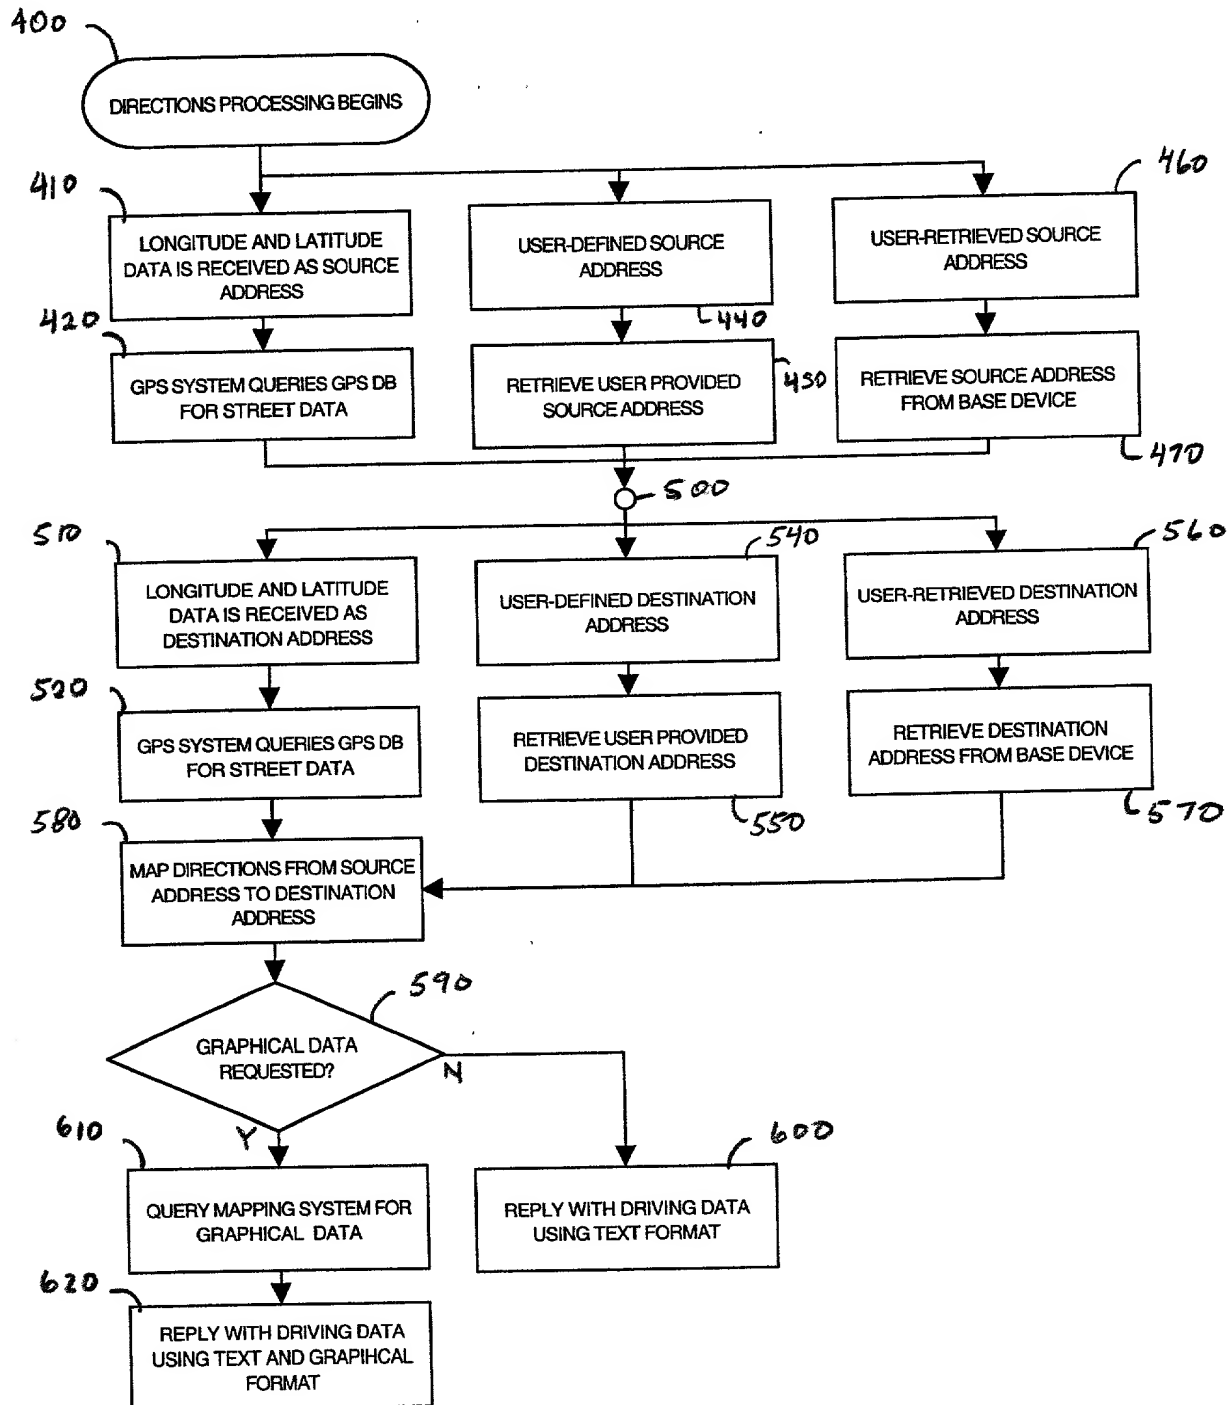 400
DIRECTIONS PROCESSING BEGINS
410
LONGITUDE AND LATITUDE
DATA IS RECEIVED AS SOURCE
ADDRESS
USER-DEFINED SOURCE
ADDRESS
440
460
USER-RETRIEVED SOURCE
ADDRESS
420
GPS SYSTEM QUERIES GPS DB
FOR STREET DATA
RETRIEVE USER PROVIDED
SOURCE ADDRESS
450
RETRIEVE SOURCE ADDRESS
FROM BASE DEVICE
470
500
510
LONGITUDE AND LATITUDE
DATA IS RECEIVED AS
DESTINATION ADDRESS
540
USER-DEFINED DESTINATION
ADDRESS
560
USER-RETRIEVED DESTINATION
ADDRESS
520
GPS SYSTEM QUERIES GPS DB
FOR STREET DATA
RETRIEVE USER PROVIDED
DESTINATION ADDRESS
550
RETRIEVE DESTINATION
ADDRESS FROM BASE DEVICE
570
580
MAP DIRECTIONS FROM SOURCE
ADDRESS TO DESTINATION
ADDRESS
590
GRAPHICAL DATA
REQUESTED?
N
Y
610
QUERY MAPPING SYSTEM FOR
GRAPHICAL DATA
600
REPLY WITH DRIVING DATA
USING TEXT FORMAT
620
REPLY WITH DRIVING DATA
USING TEXT AND GRAPIHCAL
FORMAT